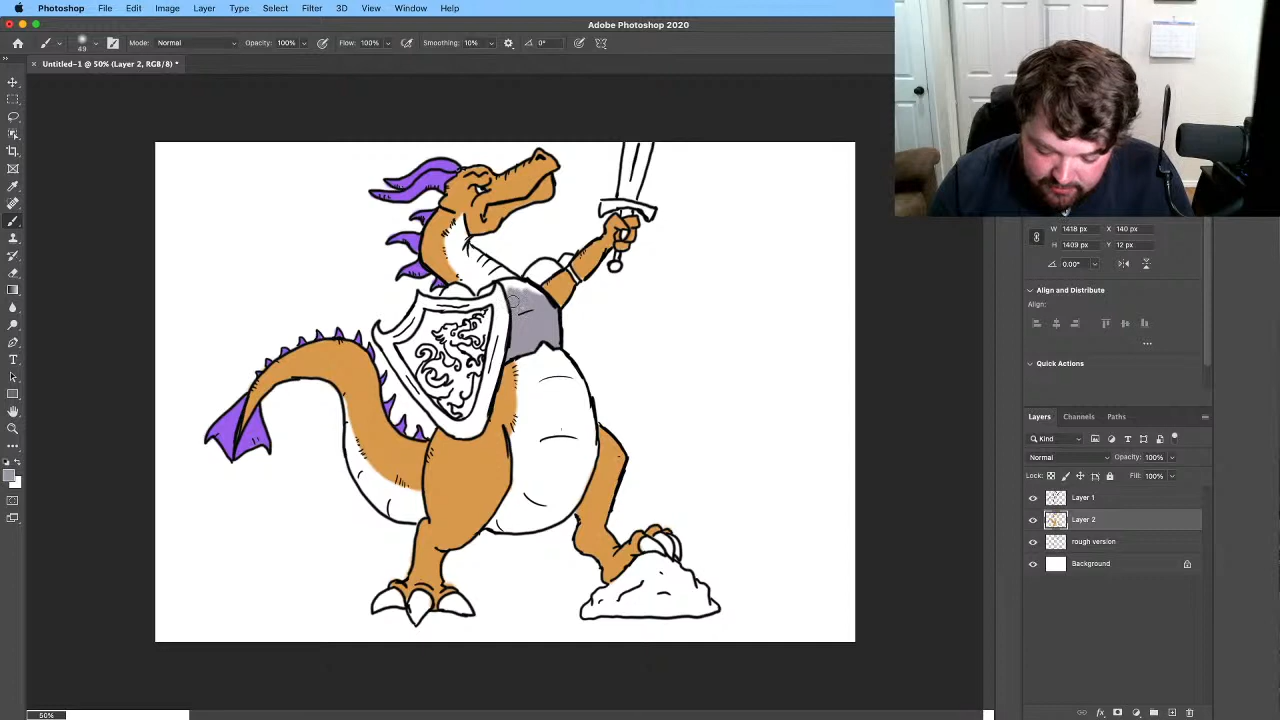 Photoshop File Edit Image Layer Type Select Filter 3D View Window Help
Adobe Photoshop 2020
49 Mode: Normal Opacity: 100% Flow: 100% Smoothing: 10% 0°
× Untitled-1 @ 50% (Layer 2, RGB/8) *
W 1418 px X 140 px
H 1409 px Y 12 px
0.00°
Align and Distribute
Align:
Quick Actions
Layers Channels Paths
Kind
Normal Opacity: 100%
Lock: Fill: 100%
Layer 1
Layer 2
rough version
Background
fx
50%